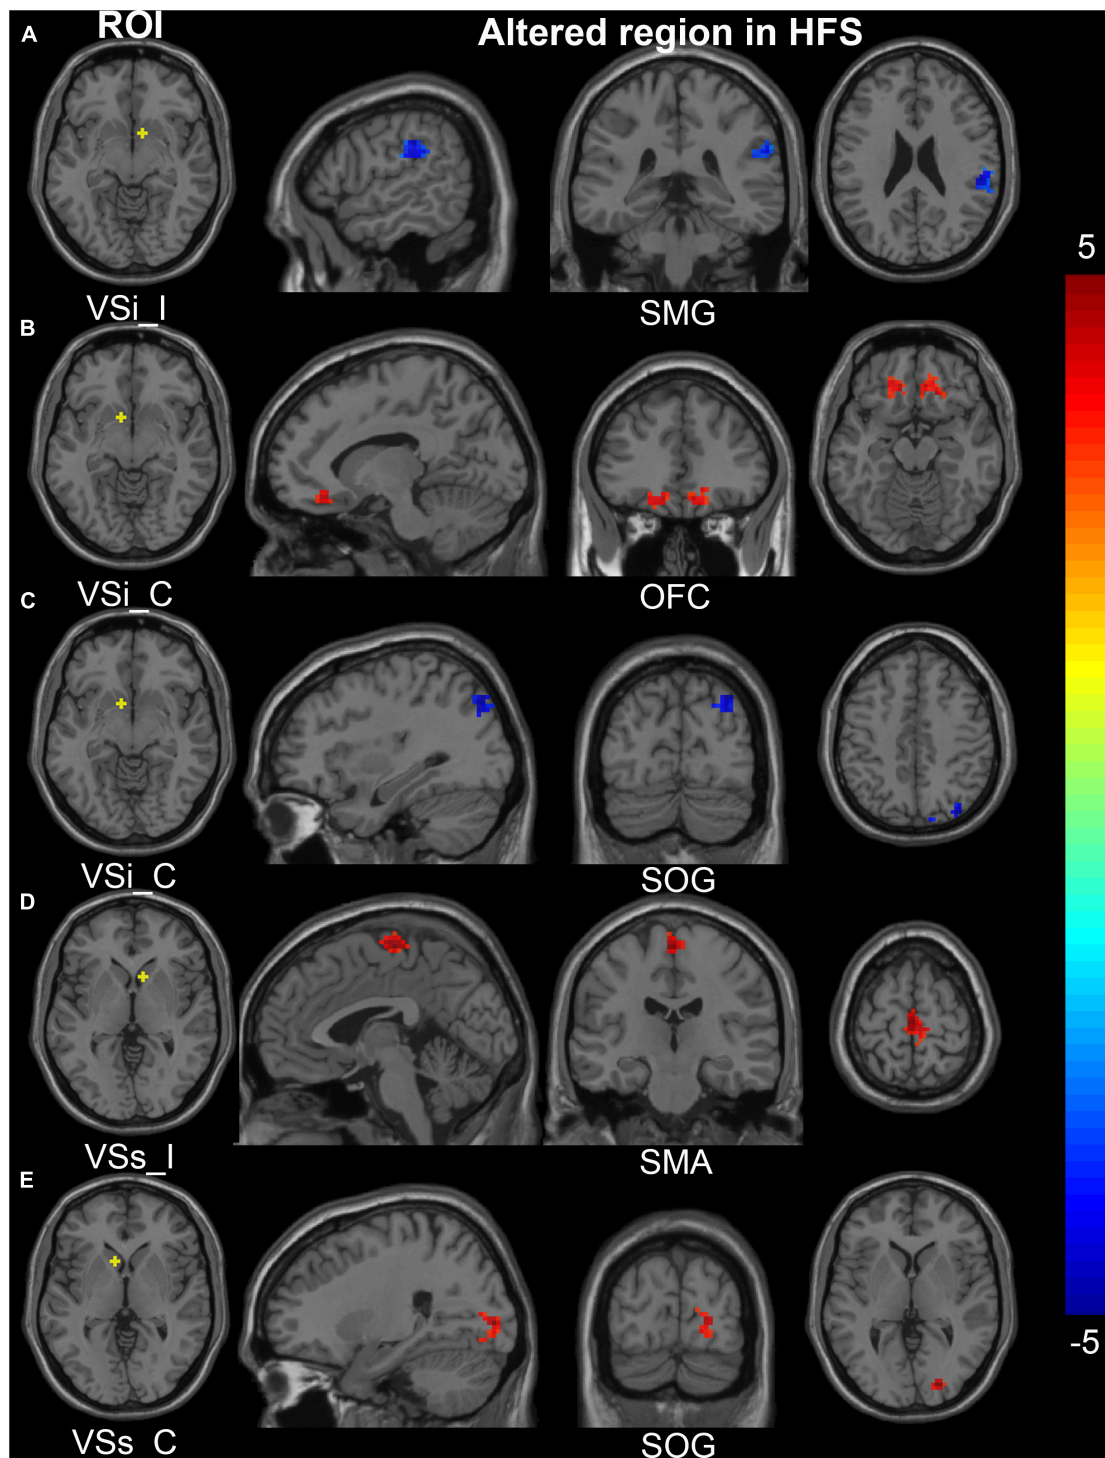 A
ROI
Altered region in HFS
VSi_I
SMG
5
B
VSi_C
OFC
C
VSi_C
SOG
D
VSs_I
SMA
E
-5
VSs_C
SOG